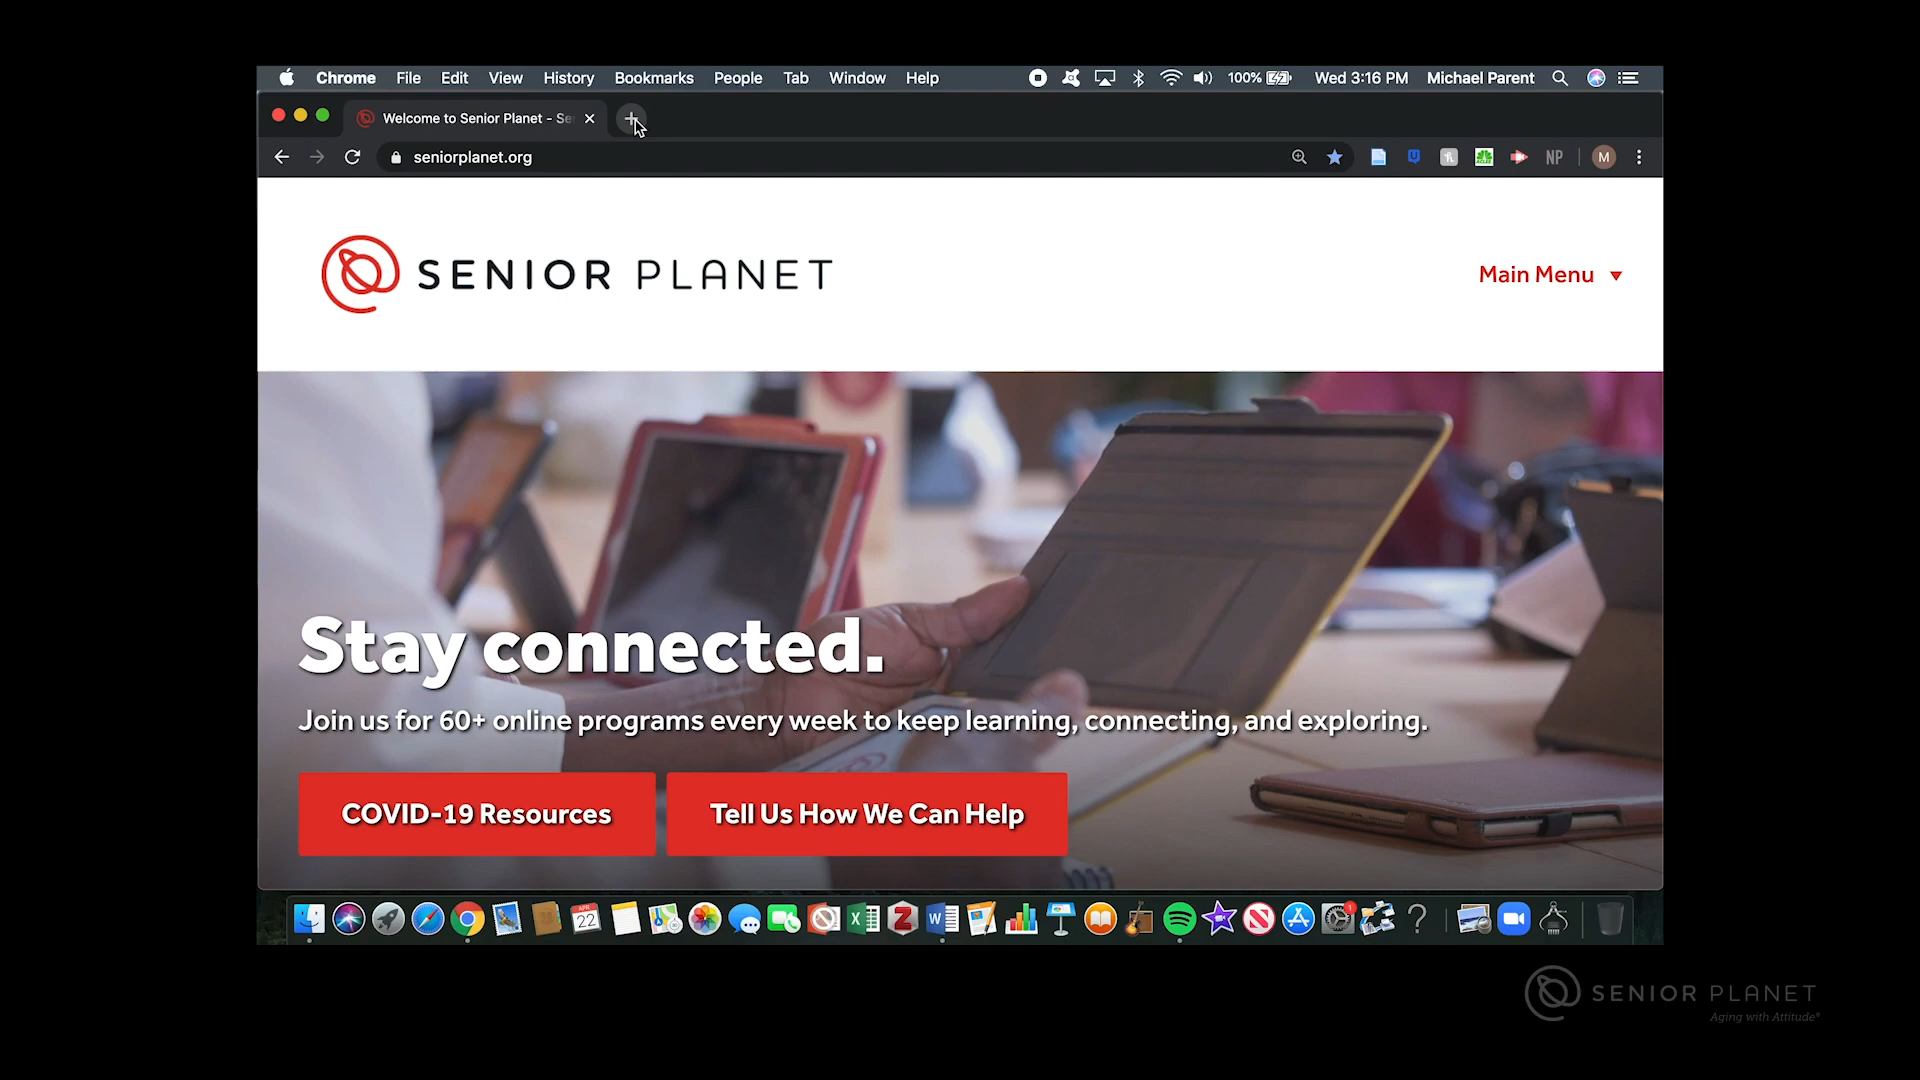 Chrome File Edit View History Bookmarks People Tab Window Help 100% Wed 3:16 PM Michael Parent
Welcome to Senior Planet - Se
seniorplanet.org NP M
SENIOR PLANET
Main Menu
Stay connected.
Join us for 60+ online programs every week to keep learning, connecting, and exploring.
COVID-19 Resources
Tell Us How We Can Help
APR
22
1
SENIOR PLANET
Aging with Attitude®